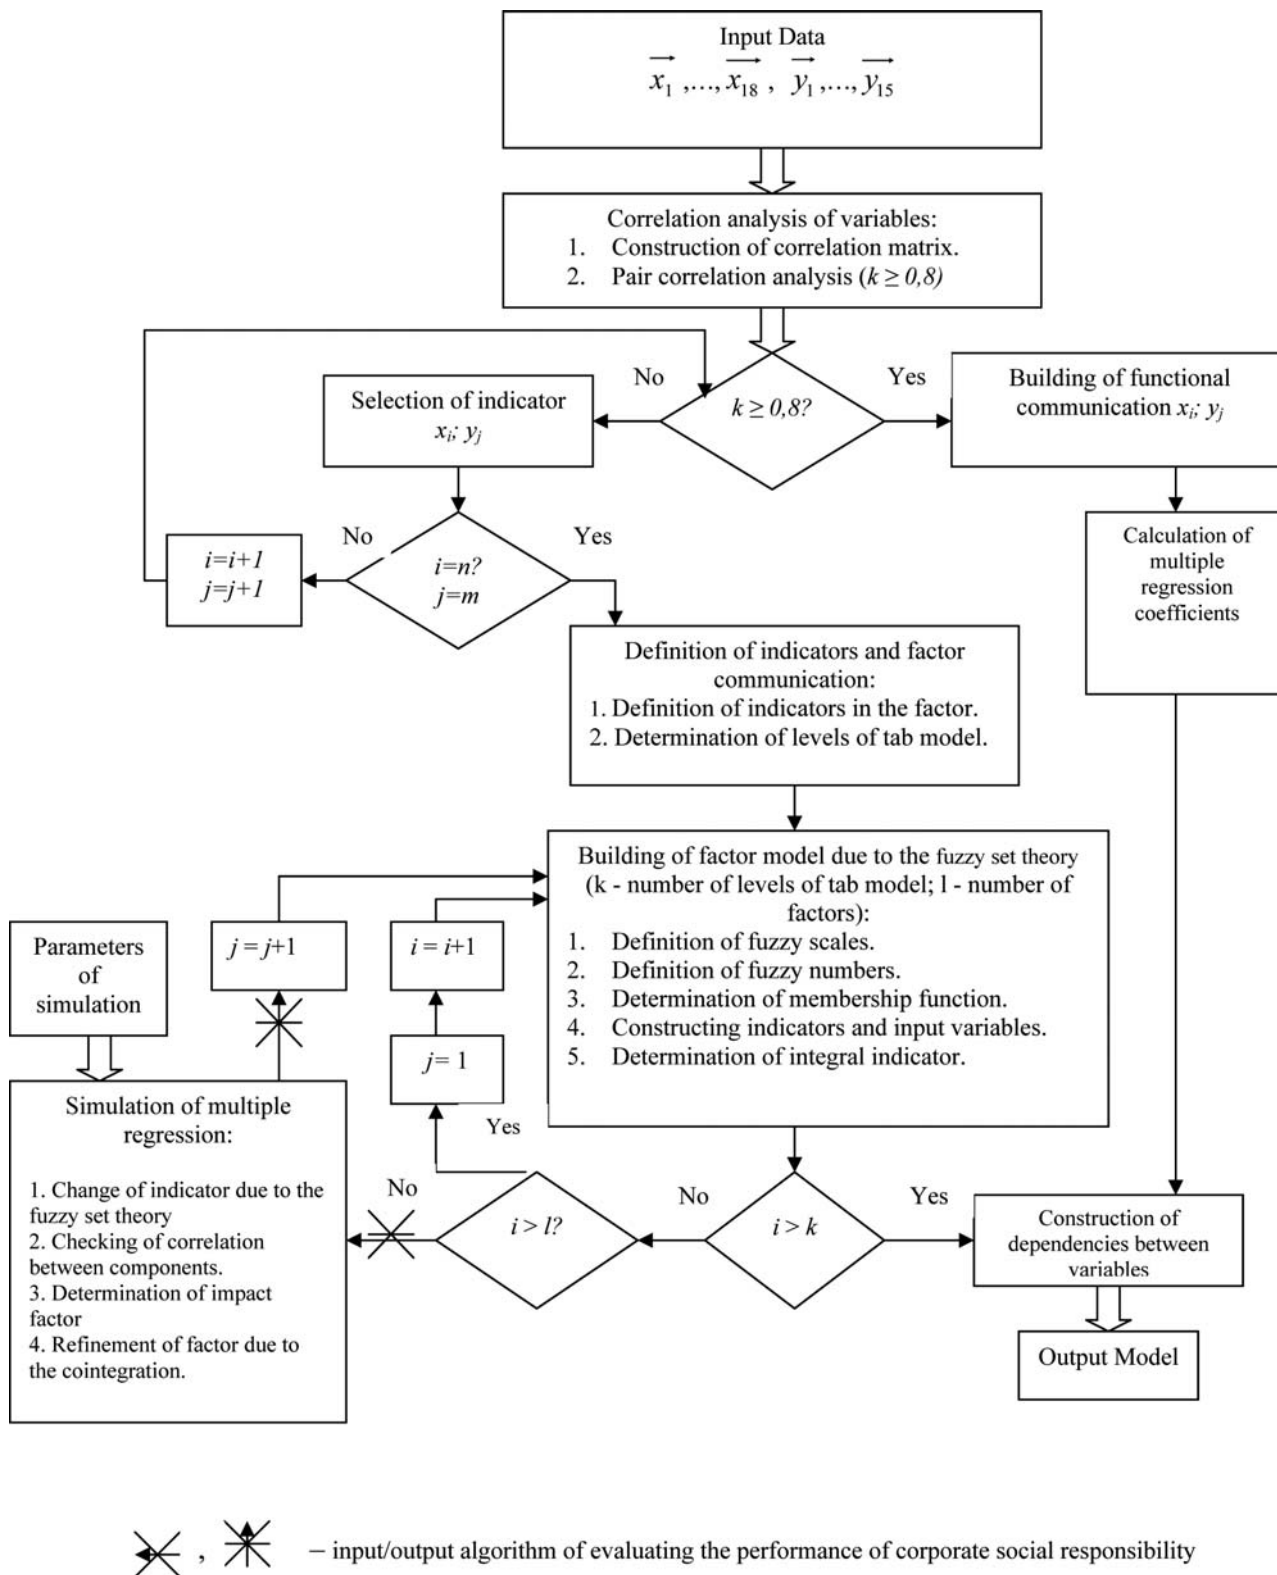 Input Data
x₁ ,..., x₁₈ , y₁ ,..., y₁₅
Correlation analysis of variables:
1. Construction of correlation matrix.
2. Pair correlation analysis (k ≥ 0,8)
No
k ≥ 0,8?
Yes
Selection of indicator
xᵢ; yⱼ
Building of functional
communication xᵢ; yⱼ
No
i=n?
j=m
Yes
i=i+1
j=j+1
Calculation of
multiple
regression
coefficients
Definition of indicators and factor
communication:
1. Definition of indicators in the factor.
2. Determination of levels of tab model.
Building of factor model due to the fuzzy set theory
(k - number of levels of tab model; l - number of
factors):
1. Definition of fuzzy scales.
2. Definition of fuzzy numbers.
3. Determination of membership function.
4. Constructing indicators and input variables.
5. Determination of integral indicator.
Parameters
of
simulation
j = j+1
i = i+1
j= 1
Simulation of multiple
regression:
1. Change of indicator due to the
fuzzy set theory
2. Checking of correlation
between components.
3. Determination of impact
factor
4. Refinement of factor due to
the cointegration.
Yes
No
i > l?
No
i > k
Yes
Construction of
dependencies between
variables
Output Model
, – input/output algorithm of evaluating the performance of corporate social responsibility